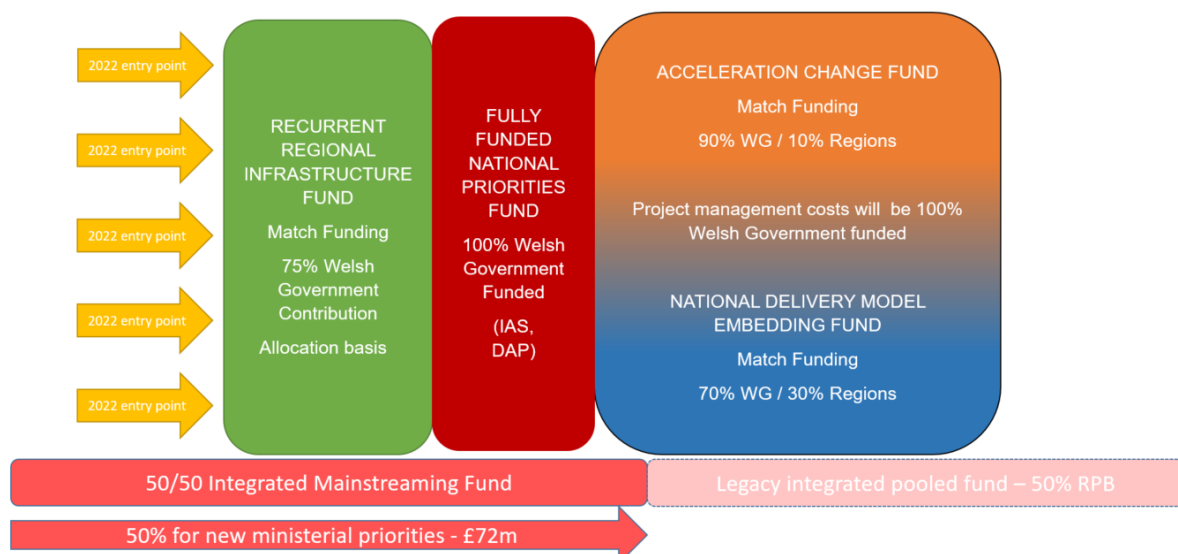 2022 entry point
2022 entry point
2022 entry point
2022 entry point
2022 entry point
RECURRENT
REGIONAL
INFRASTRUCTURE
FUND
Match Funding
75% Welsh
Government
Contribution
Allocation basis
FULLY
FUNDED
NATIONAL
PRIORITIES
FUND
100% Welsh
Government
Funded
(IAS,
DAP)
ACCELERATION CHANGE FUND
Match Funding
90% WG / 10% Regions
Project management costs will be 100%
Welsh Government funded
NATIONAL DELIVERY MODEL
EMBEDDING FUND
Match Funding
70% WG / 30% Regions
50/50 Integrated Mainstreaming Fund
Legacy integrated pooled fund – 50% RPB
50% for new ministerial priorities - £72m